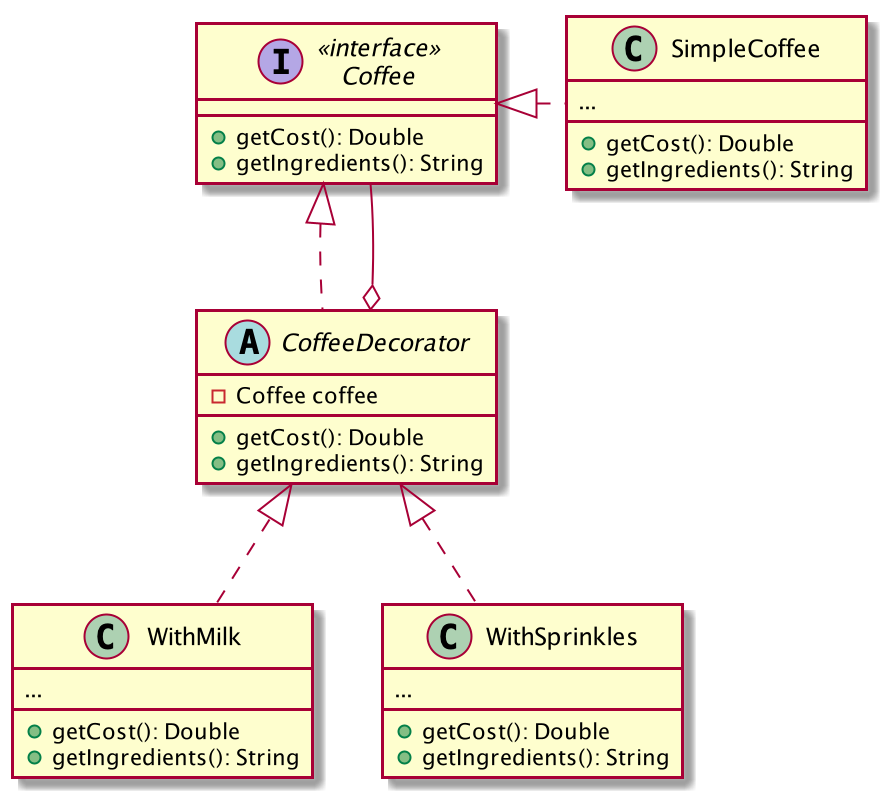 I
«interface»
Coffee
getCost(): Double
getIngredients(): String
C
SimpleCoffee
...
getCost(): Double
getIngredients(): String
A
CoffeeDecorator
Coffee coffee
getCost(): Double
getIngredients(): String
C
WithMilk
...
getCost(): Double
getIngredients(): String
C
WithSprinkles
...
getCost(): Double
getIngredients(): String